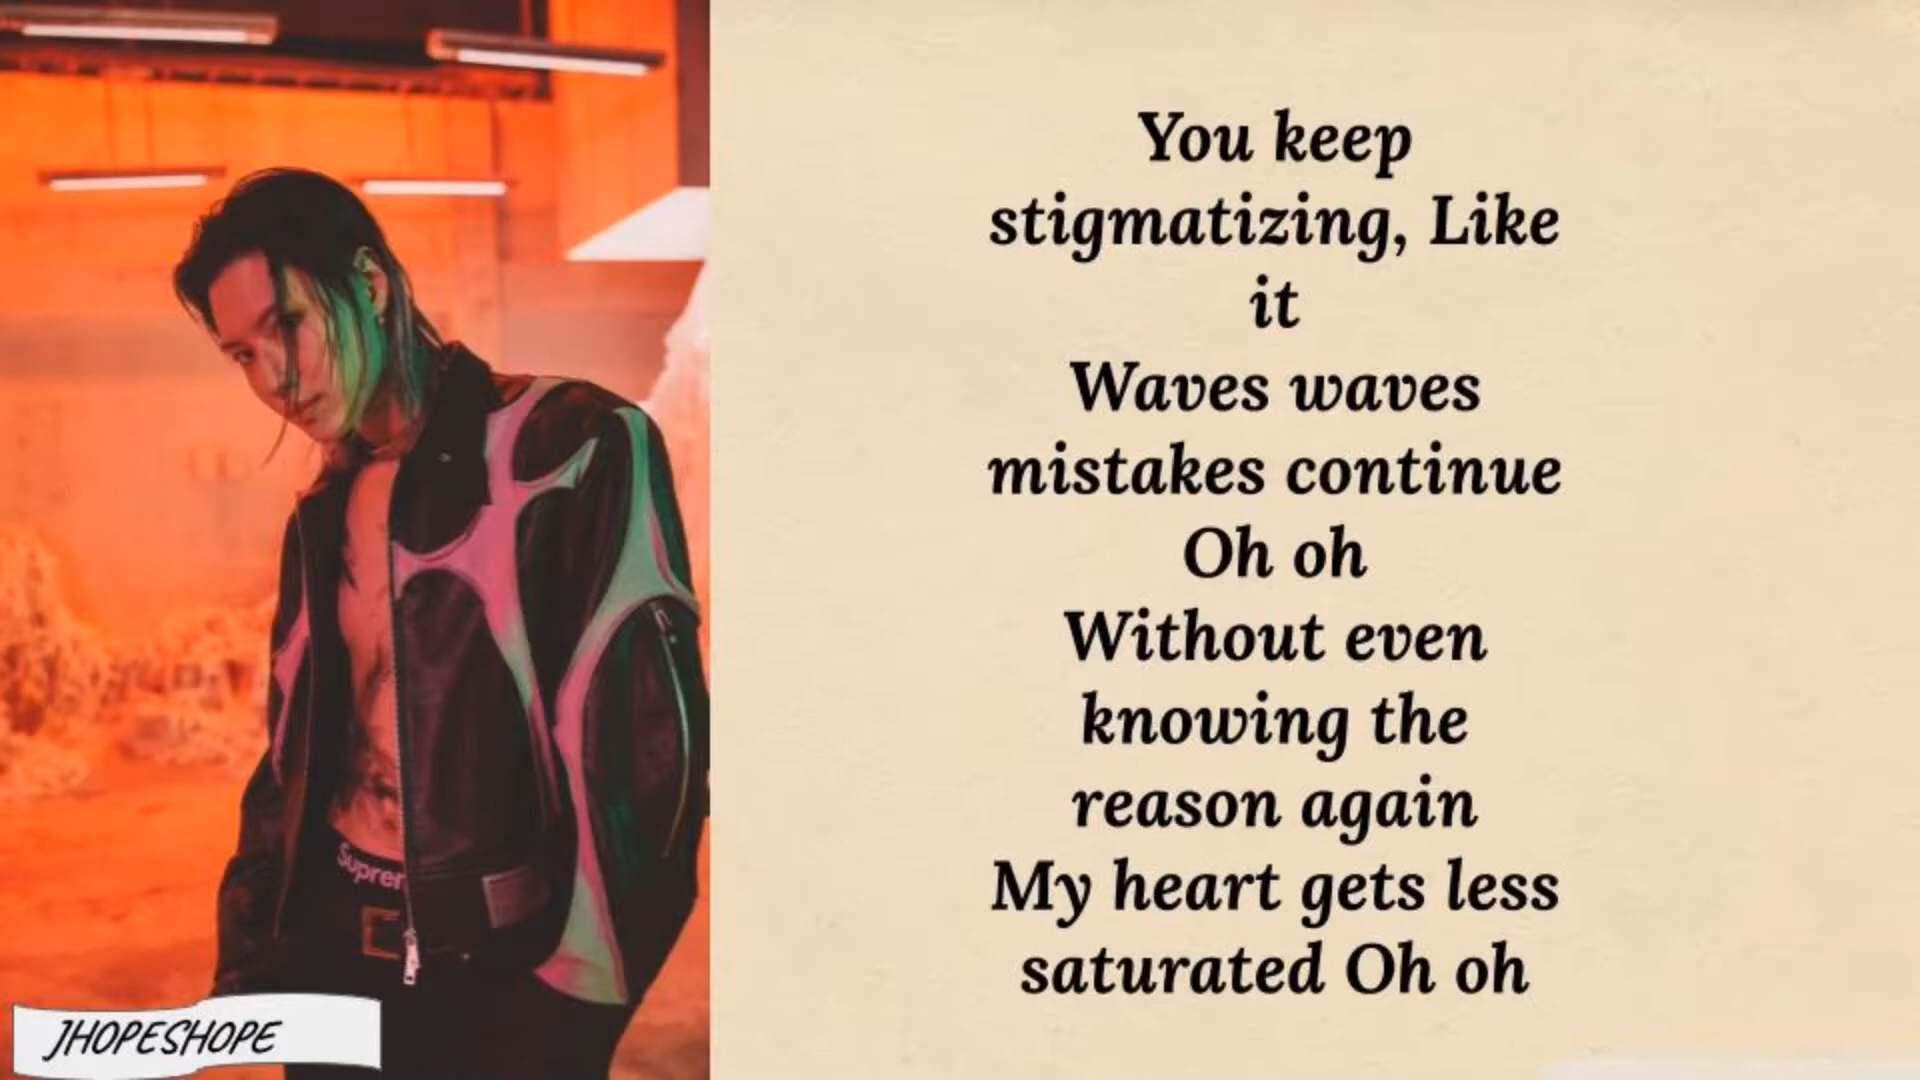 You keep
stigmatizing, Like
it
Waves waves
mistakes continue
Oh oh
Without even
knowing the
reason again
My heart gets less
saturated Oh oh
Suprer
JHOPESHOPE